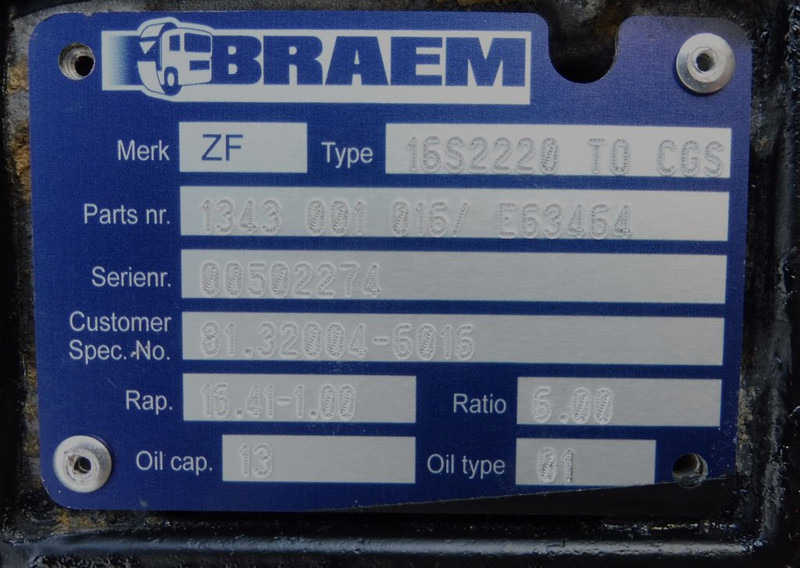 BRAEM
Merk ZF Type 16S2220 TO CGS
Parts nr. 1343 001 016/ E63464
Serienr. 00502274
Customer
Spec. No. 81.32004-6016
Rap. 16.41-1.00 Ratio 6.00
Oil cap. 13 Oil type 01